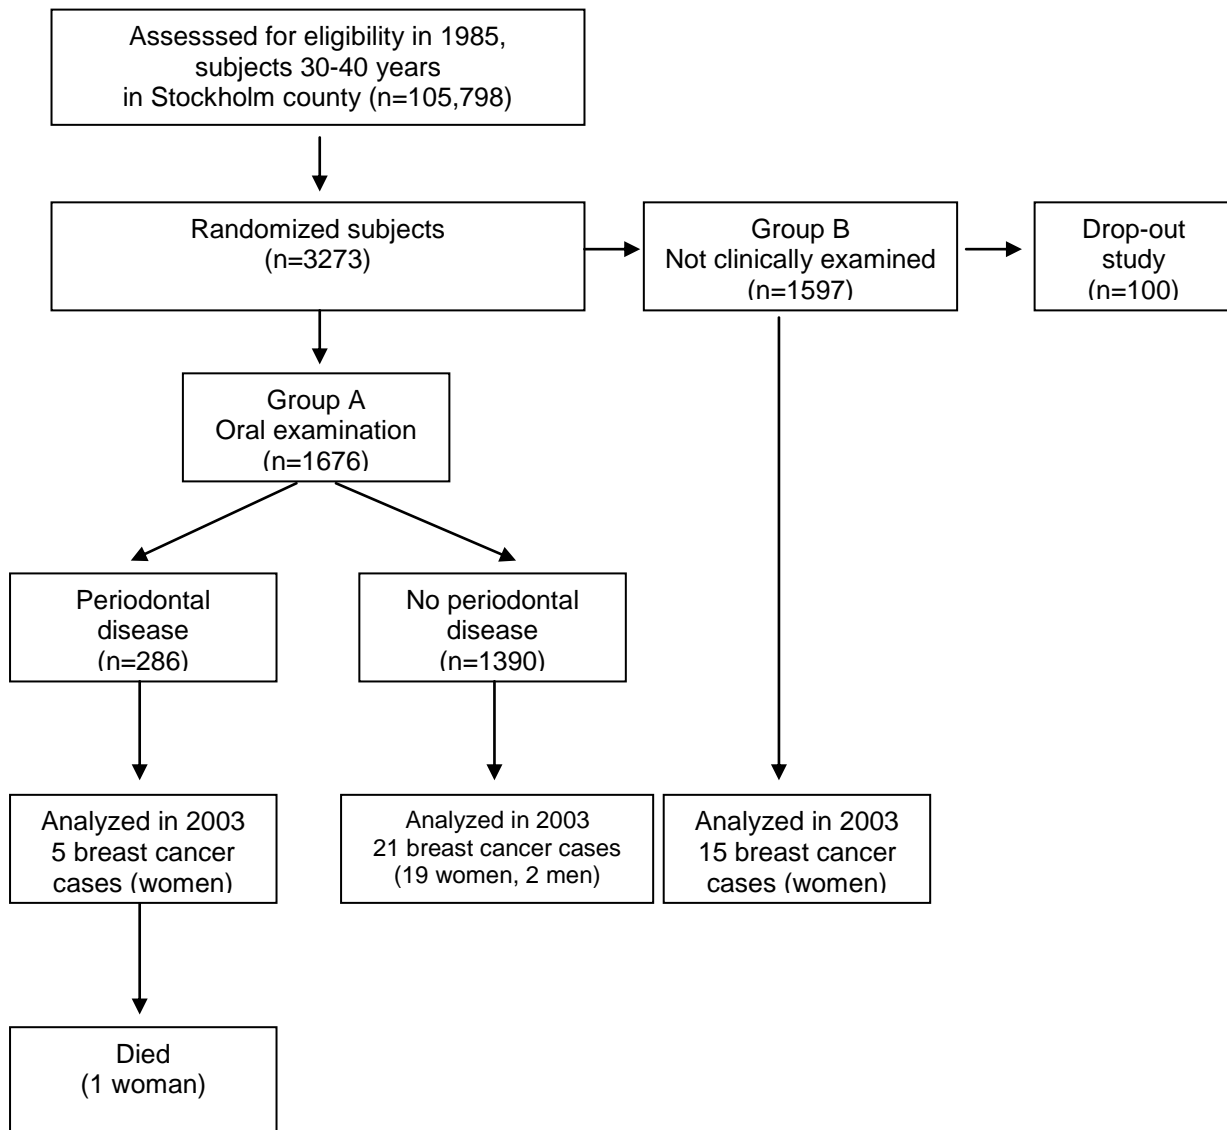 Assesssed for eligibility in 1985,
subjects 30-40 years
in Stockholm county (n=105,798)
Randomized subjects
(n=3273)
Group B
Not clinically examined
(n=1597)
Drop-out
study
(n=100)
Group A
Oral examination
(n=1676)
Periodontal
disease
(n=286)
No periodontal
disease
(n=1390)
Analyzed in 2003
5 breast cancer
cases (women)
Analyzed in 2003
21 breast cancer cases
(19 women, 2 men)
Analyzed in 2003
15 breast cancer
cases (women)
Died
(1 woman)